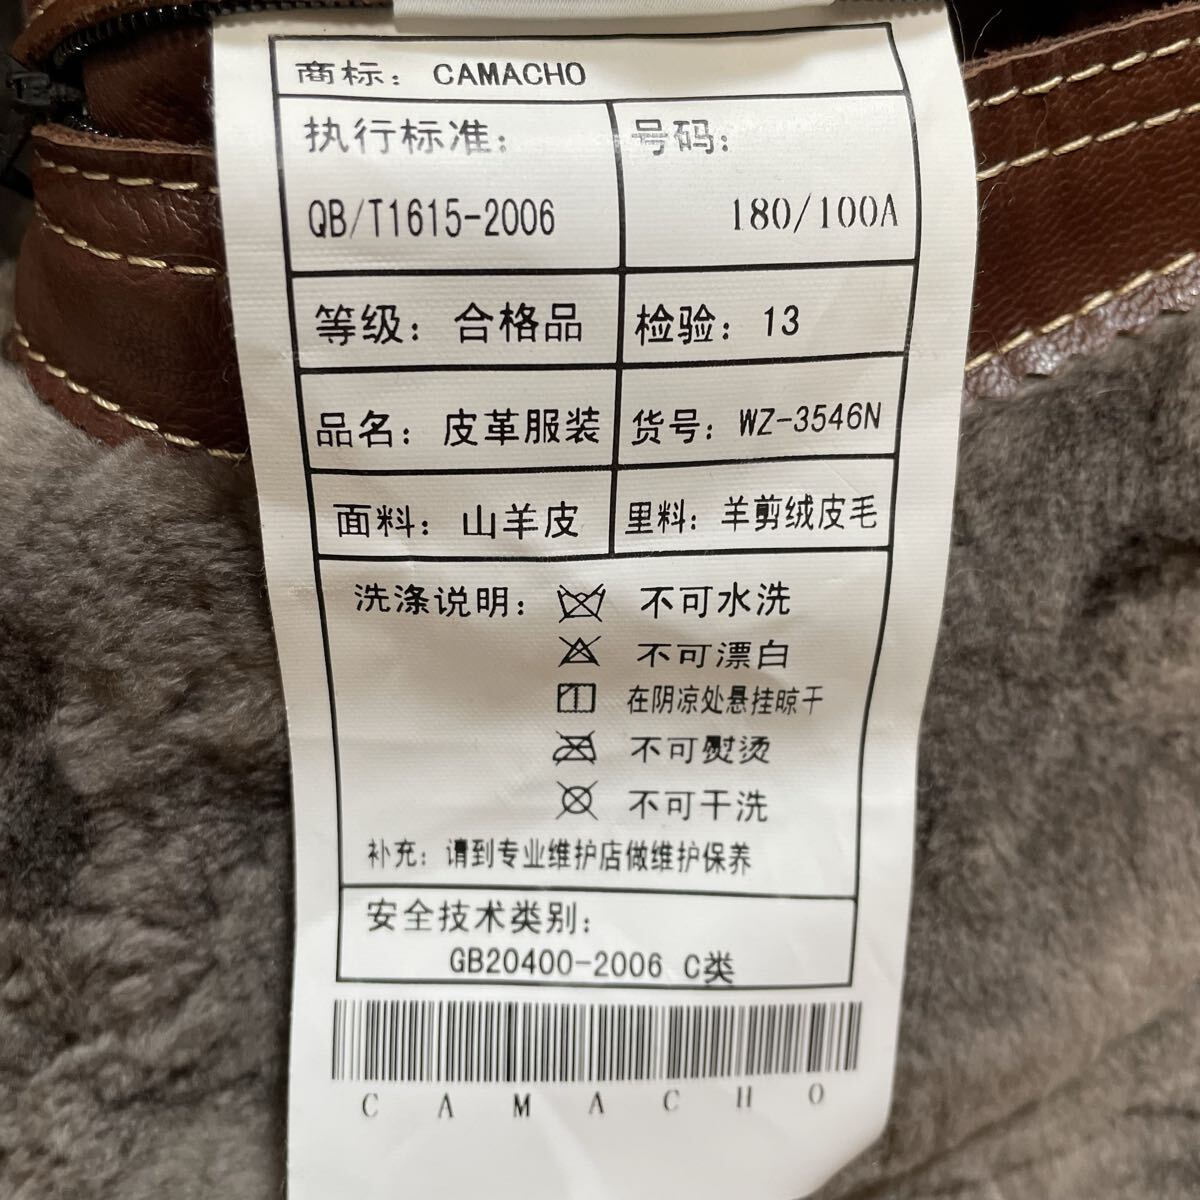 商标: CAMACHO
执行标准:
QB/T1615-2006
号码:
180/100A
等级: 合格品
检验: 13
品名: 皮革服装
货号: WZ-3546N
面料: 山羊皮
里料: 羊剪绒皮毛
洗涤说明: 不可水洗
不可漂白
在阴凉处悬挂晾干
不可熨烫
不可干洗
补充: 请到专业维护店做维护保养
安全技术类别:
GB20400-2006 C类
CAMACHO